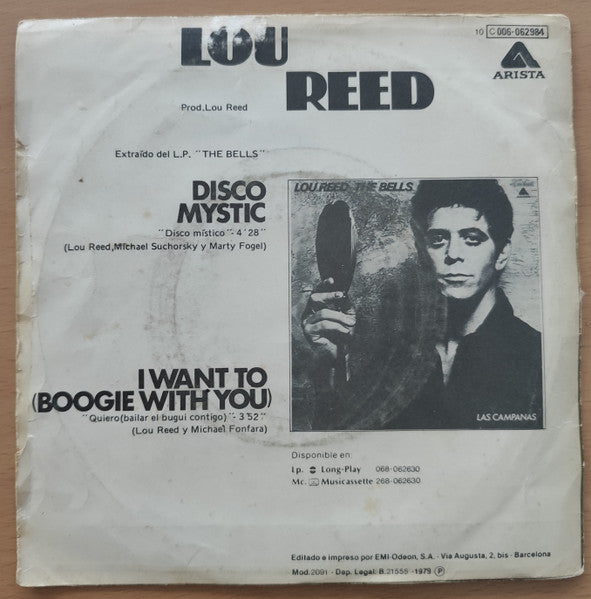 LOU
REED
10 C 006-062984
ARISTA
Prod. Lou Reed
Extraído del L.P. "THE BELLS"
DISCO
MYSTIC
"Disco místico" - 4'28"
(Lou Reed, Michael Suchorsky y Marty Fogel)
LOU REED THE BELLS
LAS CAMPANAS
I WANT TO
(BOOGIE WITH YOU)
"Quiero (bailar el bugui contigo)" - 3'52"
(Lou Reed y Michael Fonfara)
Disponible en:
Lp. Long-Play 068-062630
Mc. Musicassette 268-062630
Editado e impreso por EMI-Odeon, S.A. - Via Augusta, 2, bis - Barcelona
Mod. 2091 - Dep. Legal: B.21555 - 1979 Ⓟ